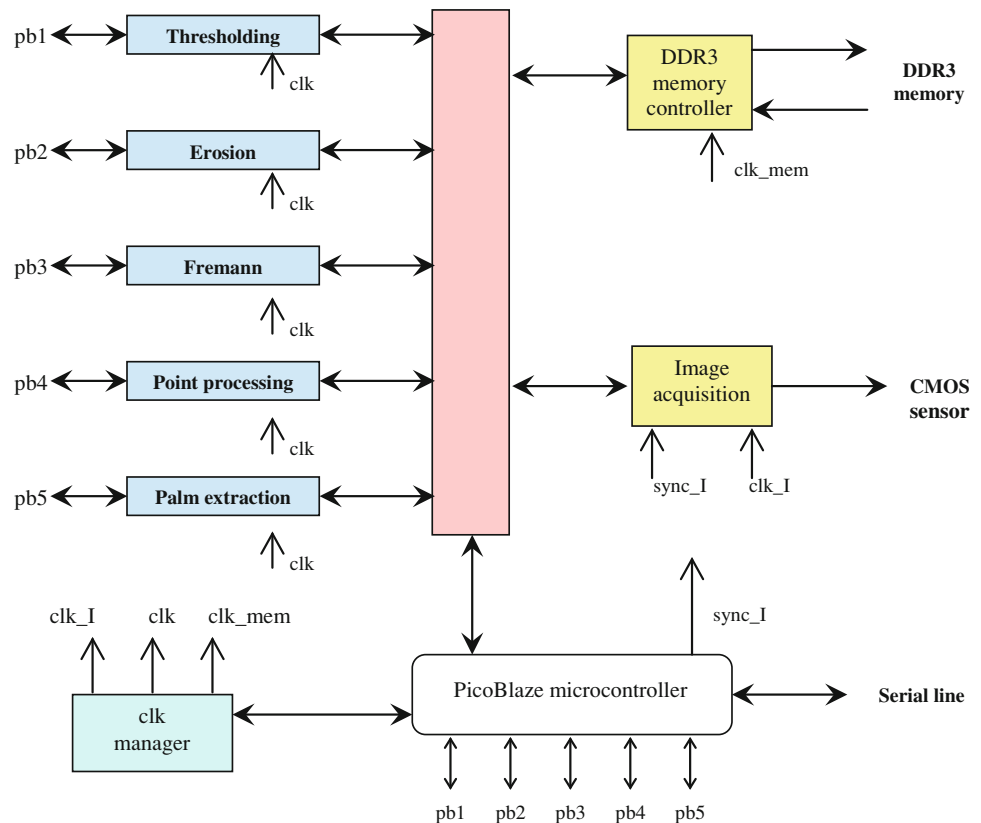 pb1
Thresholding
clk
pb2
Erosion
clk
pb3
Fremann
clk
pb4
Point processing
clk
pb5
Palm extraction
clk
DDR3
memory
controller
DDR3
memory
clk_mem
Image
acquisition
CMOS
sensor
sync_I
clk_I
clk_I
clk
clk_mem
clk
manager
sync_I
PicoBlaze microcontroller
Serial line
pb1
pb2
pb3
pb4
pb5